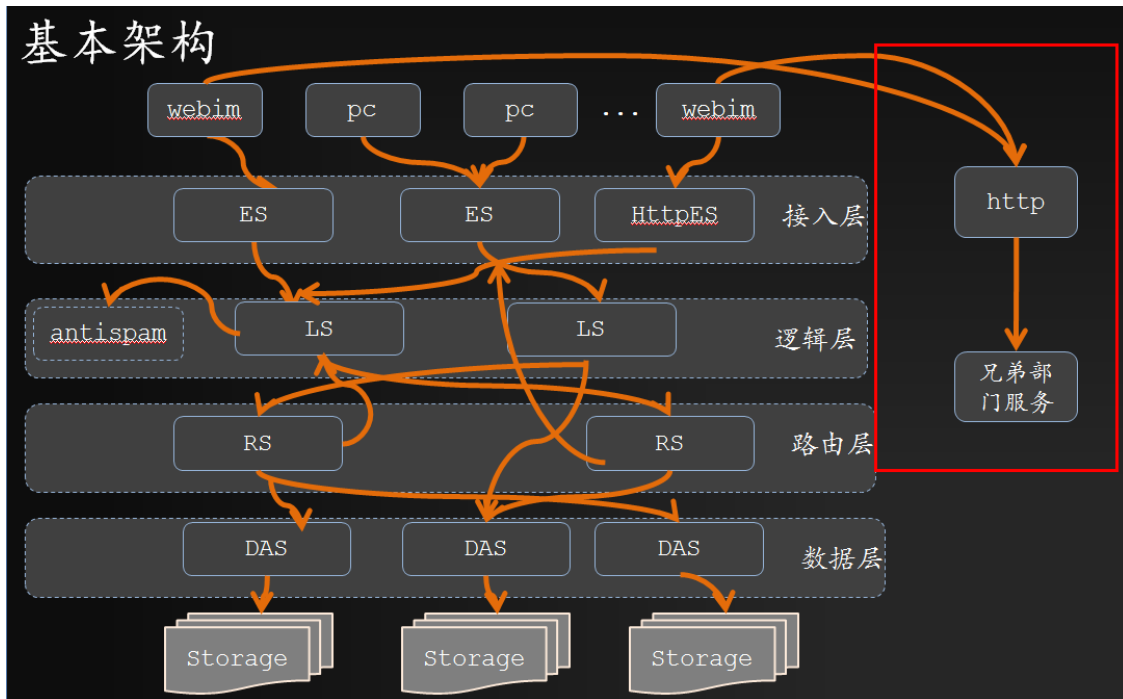 基本架构
webim
pc
pc
...
webim
ES
ES
HttpES
接入层
http
antispam
LS
LS
逻辑层
兄弟部
门服务
RS
RS
路由层
DAS
DAS
DAS
数据层
Storage
Storage
Storage